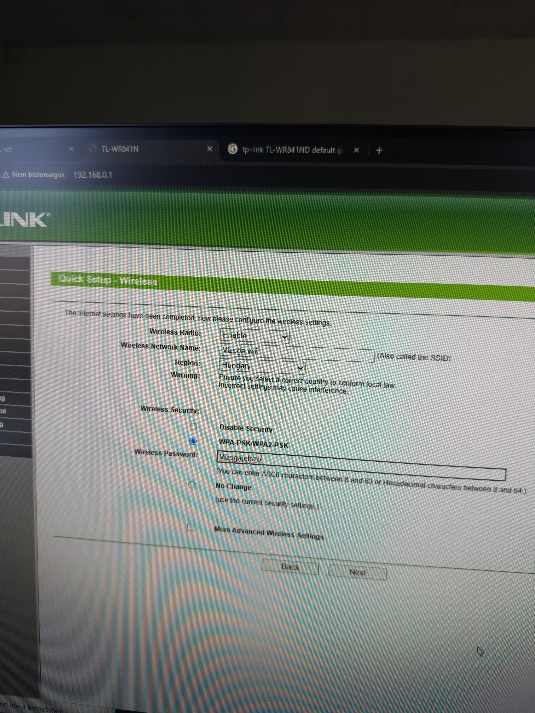 TL-WR841N
tp-link TL-WR841ND default ip
Nem biztonságos 192.168.0.1
LINK
Quick Setup - Wireless
The Internet settings have been completed, now please configure the wireless settings.
Wireless Radio: Enable
Wireless Network Name: (Also called the SSID)
Region: Hungary
Warning: Ensure you select a correct country to conform local law.
Incorrect settings may cause interference.
Wireless Security:
Disable Security
WPA-PSK/WPA2-PSK
Wireless Password:
(You can enter ASCII characters between 8 and 63 or Hexadecimal characters between 8 and 64.)
No Change
(use the current security settings.)
More Advanced Wireless Settings
Back Next